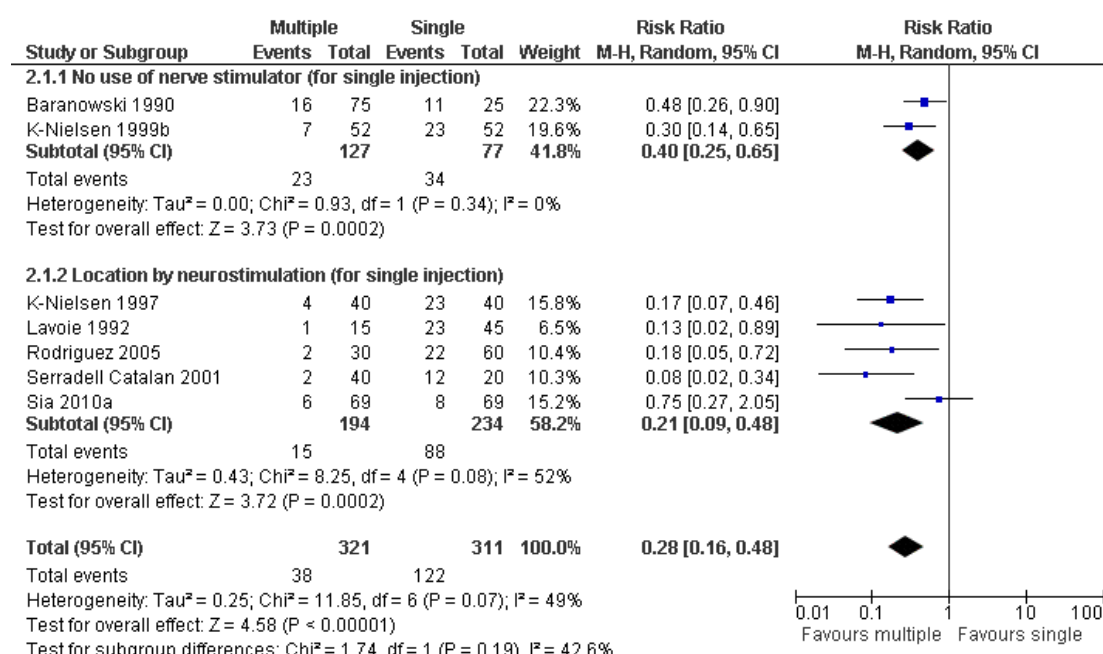 Multiple Single Risk Ratio Risk Ratio
Study or Subgroup Events Total Events Total Weight M-H, Random, 95% CI M-H, Random, 95% CI
2.1.1 No use of nerve stimulator (for single injection)
Baranowski 1990 16 75 11 25 22.3% 0.48 [0.26, 0.90]
K-Nielsen 1999b 7 52 23 52 19.6% 0.30 [0.14, 0.65]
Subtotal (95% CI) 127 77 41.8% 0.40 [0.25, 0.65]
Total events 23 34
Heterogeneity: Tau² = 0.00; Chi² = 0.93, df = 1 (P = 0.34); I² = 0%
Test for overall effect: Z = 3.73 (P = 0.0002)
2.1.2 Location by neurostimulation (for single injection)
K-Nielsen 1997 4 40 23 40 15.8% 0.17 [0.07, 0.46]
Lavoie 1992 1 15 23 45 6.5% 0.13 [0.02, 0.89]
Rodriguez 2005 2 30 22 60 10.4% 0.18 [0.05, 0.72]
Serradell Catalan 2001 2 40 12 20 10.3% 0.08 [0.02, 0.34]
Sia 2010a 6 69 8 69 15.2% 0.75 [0.27, 2.05]
Subtotal (95% CI) 194 234 58.2% 0.21 [0.09, 0.48]
Total events 15 88
Heterogeneity: Tau² = 0.43; Chi² = 8.25, df = 4 (P = 0.08); I² = 52%
Test for overall effect: Z = 3.72 (P = 0.0002)
Total (95% CI) 321 311 100.0% 0.28 [0.16, 0.48]
Total events 38 122
Heterogeneity: Tau² = 0.25; Chi² = 11.85, df = 6 (P = 0.07); I² = 49%
Test for overall effect: Z = 4.58 (P < 0.00001)
Test for subgroup differences: Chi² = 1.74, df = 1 (P = 0.19), I² = 42.6%
0.01 0.1 1 10 100
Favours multiple Favours single